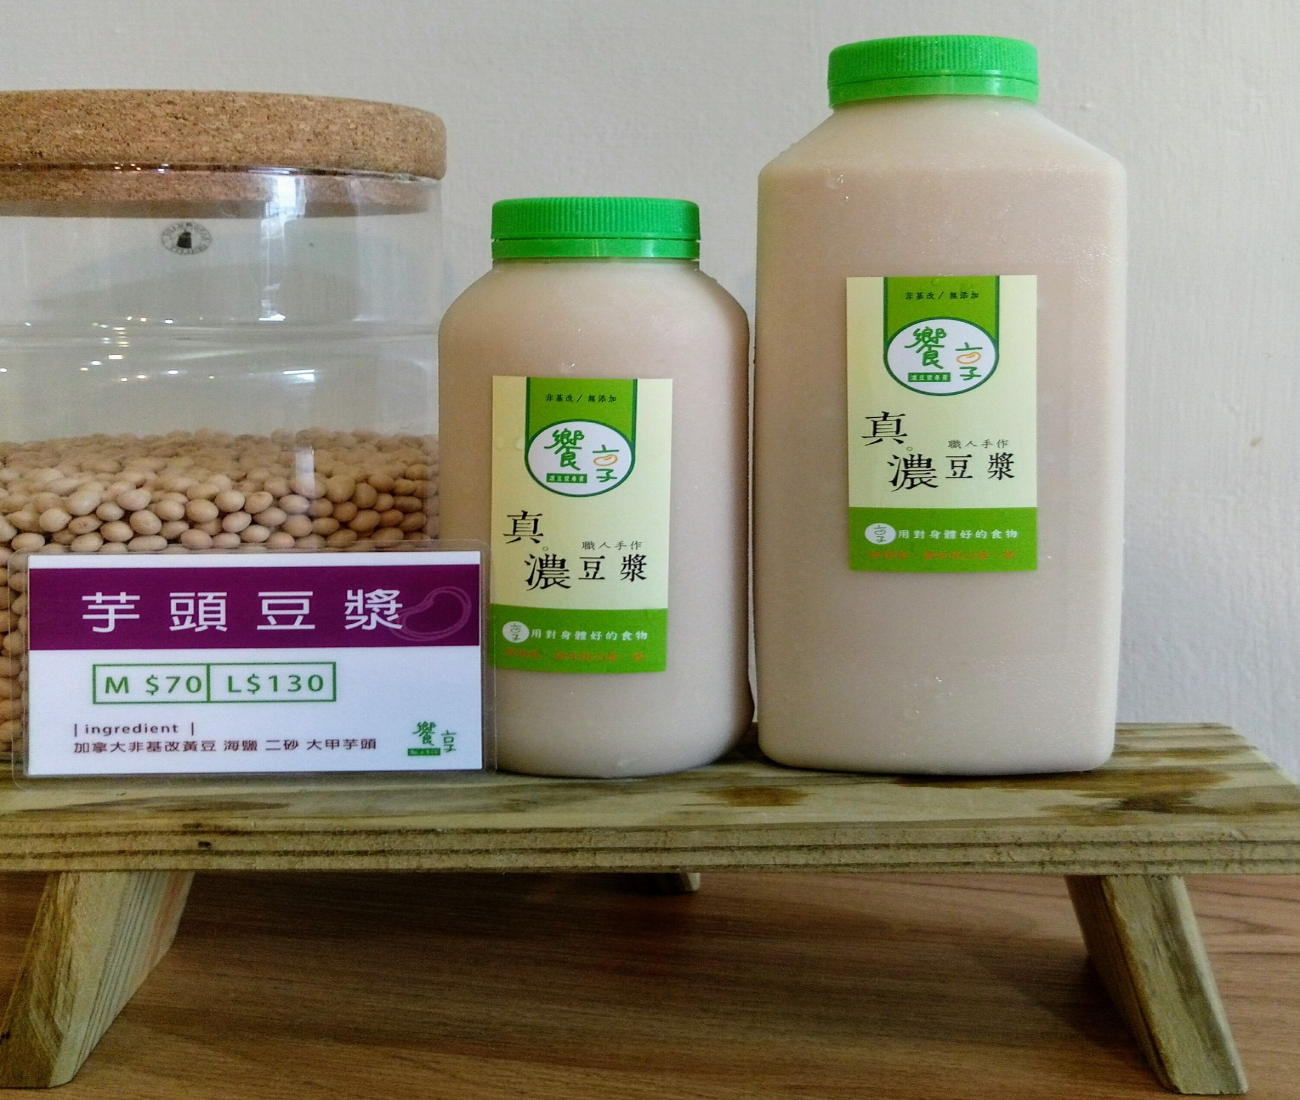 芋頭豆漿
M $70 L$130
| ingredient |
加拿大非基改黃豆 海鹽 二砂 大甲芋頭
饗享
非基改/無添加
饗享
真。濃豆漿
職人手作
用對身體好的食物
非基改/無添加
饗享
真。濃豆漿
職人手作
享用對身體好的食物